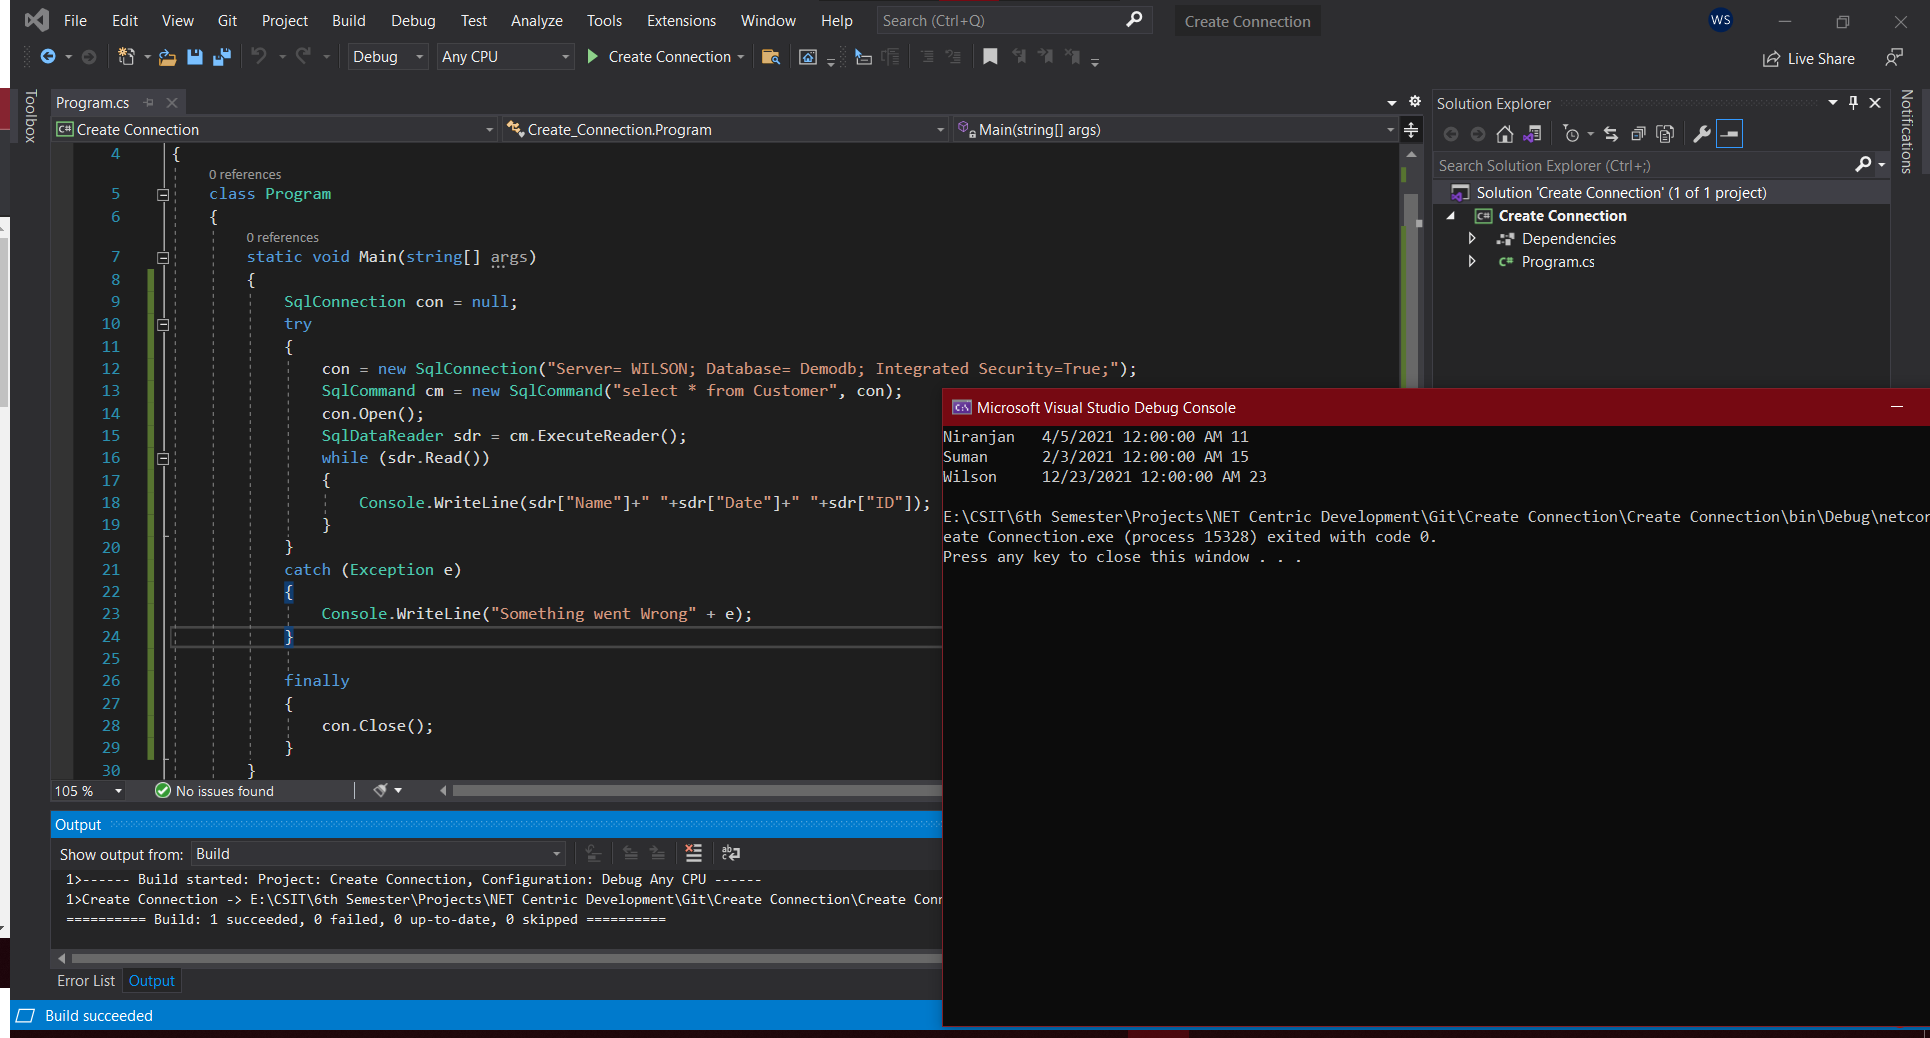 File Edit View Git Project Build Debug Test Analyze Tools Extensions Window Help Search (Ctrl+Q) Create Connection WS
Debug Any CPU Create Connection Live Share
Toolbox
Program.cs
Create Connection Create_Connection.Program Main(string[] args)
4 {
0 references
5 class Program
6 {
0 references
7 static void Main(string[] args)
8 {
9 SqlConnection con = null;
10 try
11 {
12 con = new SqlConnection("Server= WILSON; Database= Demodb; Integrated Security=True;");
13 SqlCommand cm = new SqlCommand("select * from Customer", con);
14 con.Open();
15 SqlDataReader sdr = cm.ExecuteReader();
16 while (sdr.Read())
17 {
18 Console.WriteLine(sdr["Name"]+" "+sdr["Date"]+" "+sdr["ID"]);
19 }
20 }
21 catch (Exception e)
22 {
23 Console.WriteLine("Something went Wrong" + e);
24 }
25
26 finally
27 {
28 con.Close();
29 }
30 }
105 % No issues found
Output
Show output from: Build
1>------ Build started: Project: Create Connection, Configuration: Debug Any CPU ------
1>Create Connection -> E:\CSIT\6th Semester\Projects\NET Centric Development\Git\Create Connection\Create Conn
========== Build: 1 succeeded, 0 failed, 0 up-to-date, 0 skipped ==========
Error List Output
Build succeeded
Solution Explorer
Search Solution Explorer (Ctrl+;)
Solution 'Create Connection' (1 of 1 project)
C# Create Connection
Dependencies
C# Program.cs
Notifications
Microsoft Visual Studio Debug Console
Niranjan 4/5/2021 12:00:00 AM 11
Suman 2/3/2021 12:00:00 AM 15
Wilson 12/23/2021 12:00:00 AM 23
E:\CSIT\6th Semester\Projects\NET Centric Development\Git\Create Connection\Create Connection\bin\Debug\netcor
eate Connection.exe (process 15328) exited with code 0.
Press any key to close this window . . .